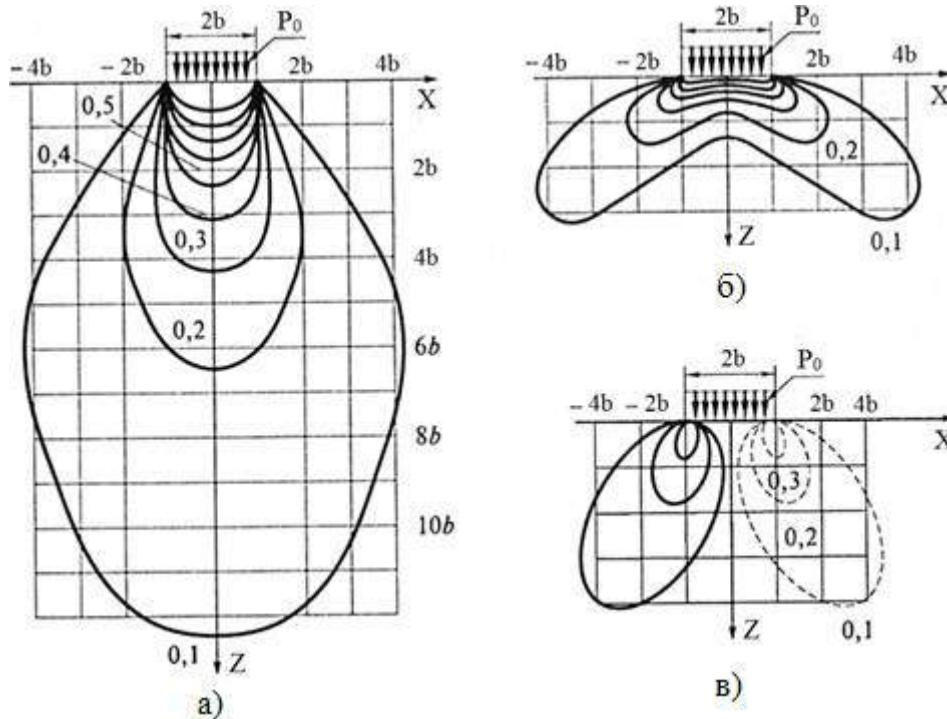 2b
P₀
− 4b
− 2b
2b
4b
X
0,5
0,4
2b
0,3
4b
0,2
6b
8b
10b
0,1
Z
а)
2b
P₀
− 4b
− 2b
2b
4b
X
0,2
0,1
Z
б)
2b
P₀
− 4b
− 2b
2b
4b
X
0,3
0,2
0,1
Z
в)